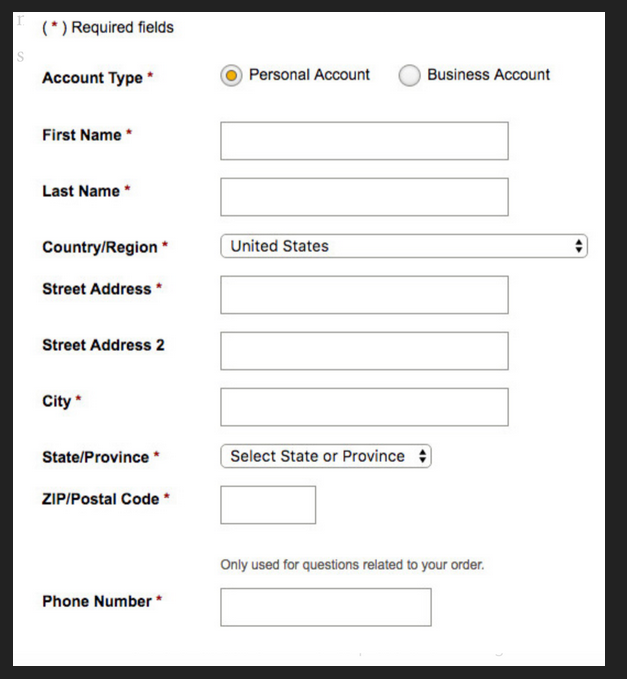 ( * ) Required fields
Account Type * Personal Account Business Account
First Name *
Last Name *
Country/Region * United States
Street Address *
Street Address 2
City *
State/Province * Select State or Province
ZIP/Postal Code *
Only used for questions related to your order.
Phone Number *